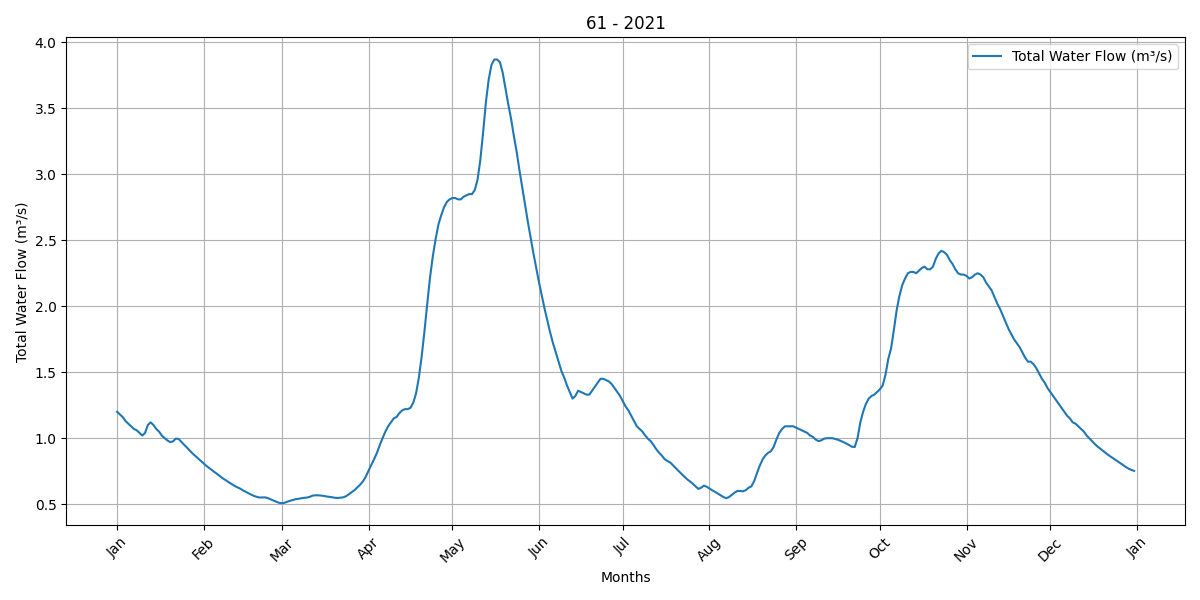 61 - 2021
Total Water Flow (m³/s)
4.0
3.5
3.0
2.5
2.0
1.5
1.0
0.5
Total Water Flow (m³/s)
Jan
Feb
Mar
Apr
May
Jun
Jul
Aug
Sep
Oct
Nov
Dec
Jan
Months